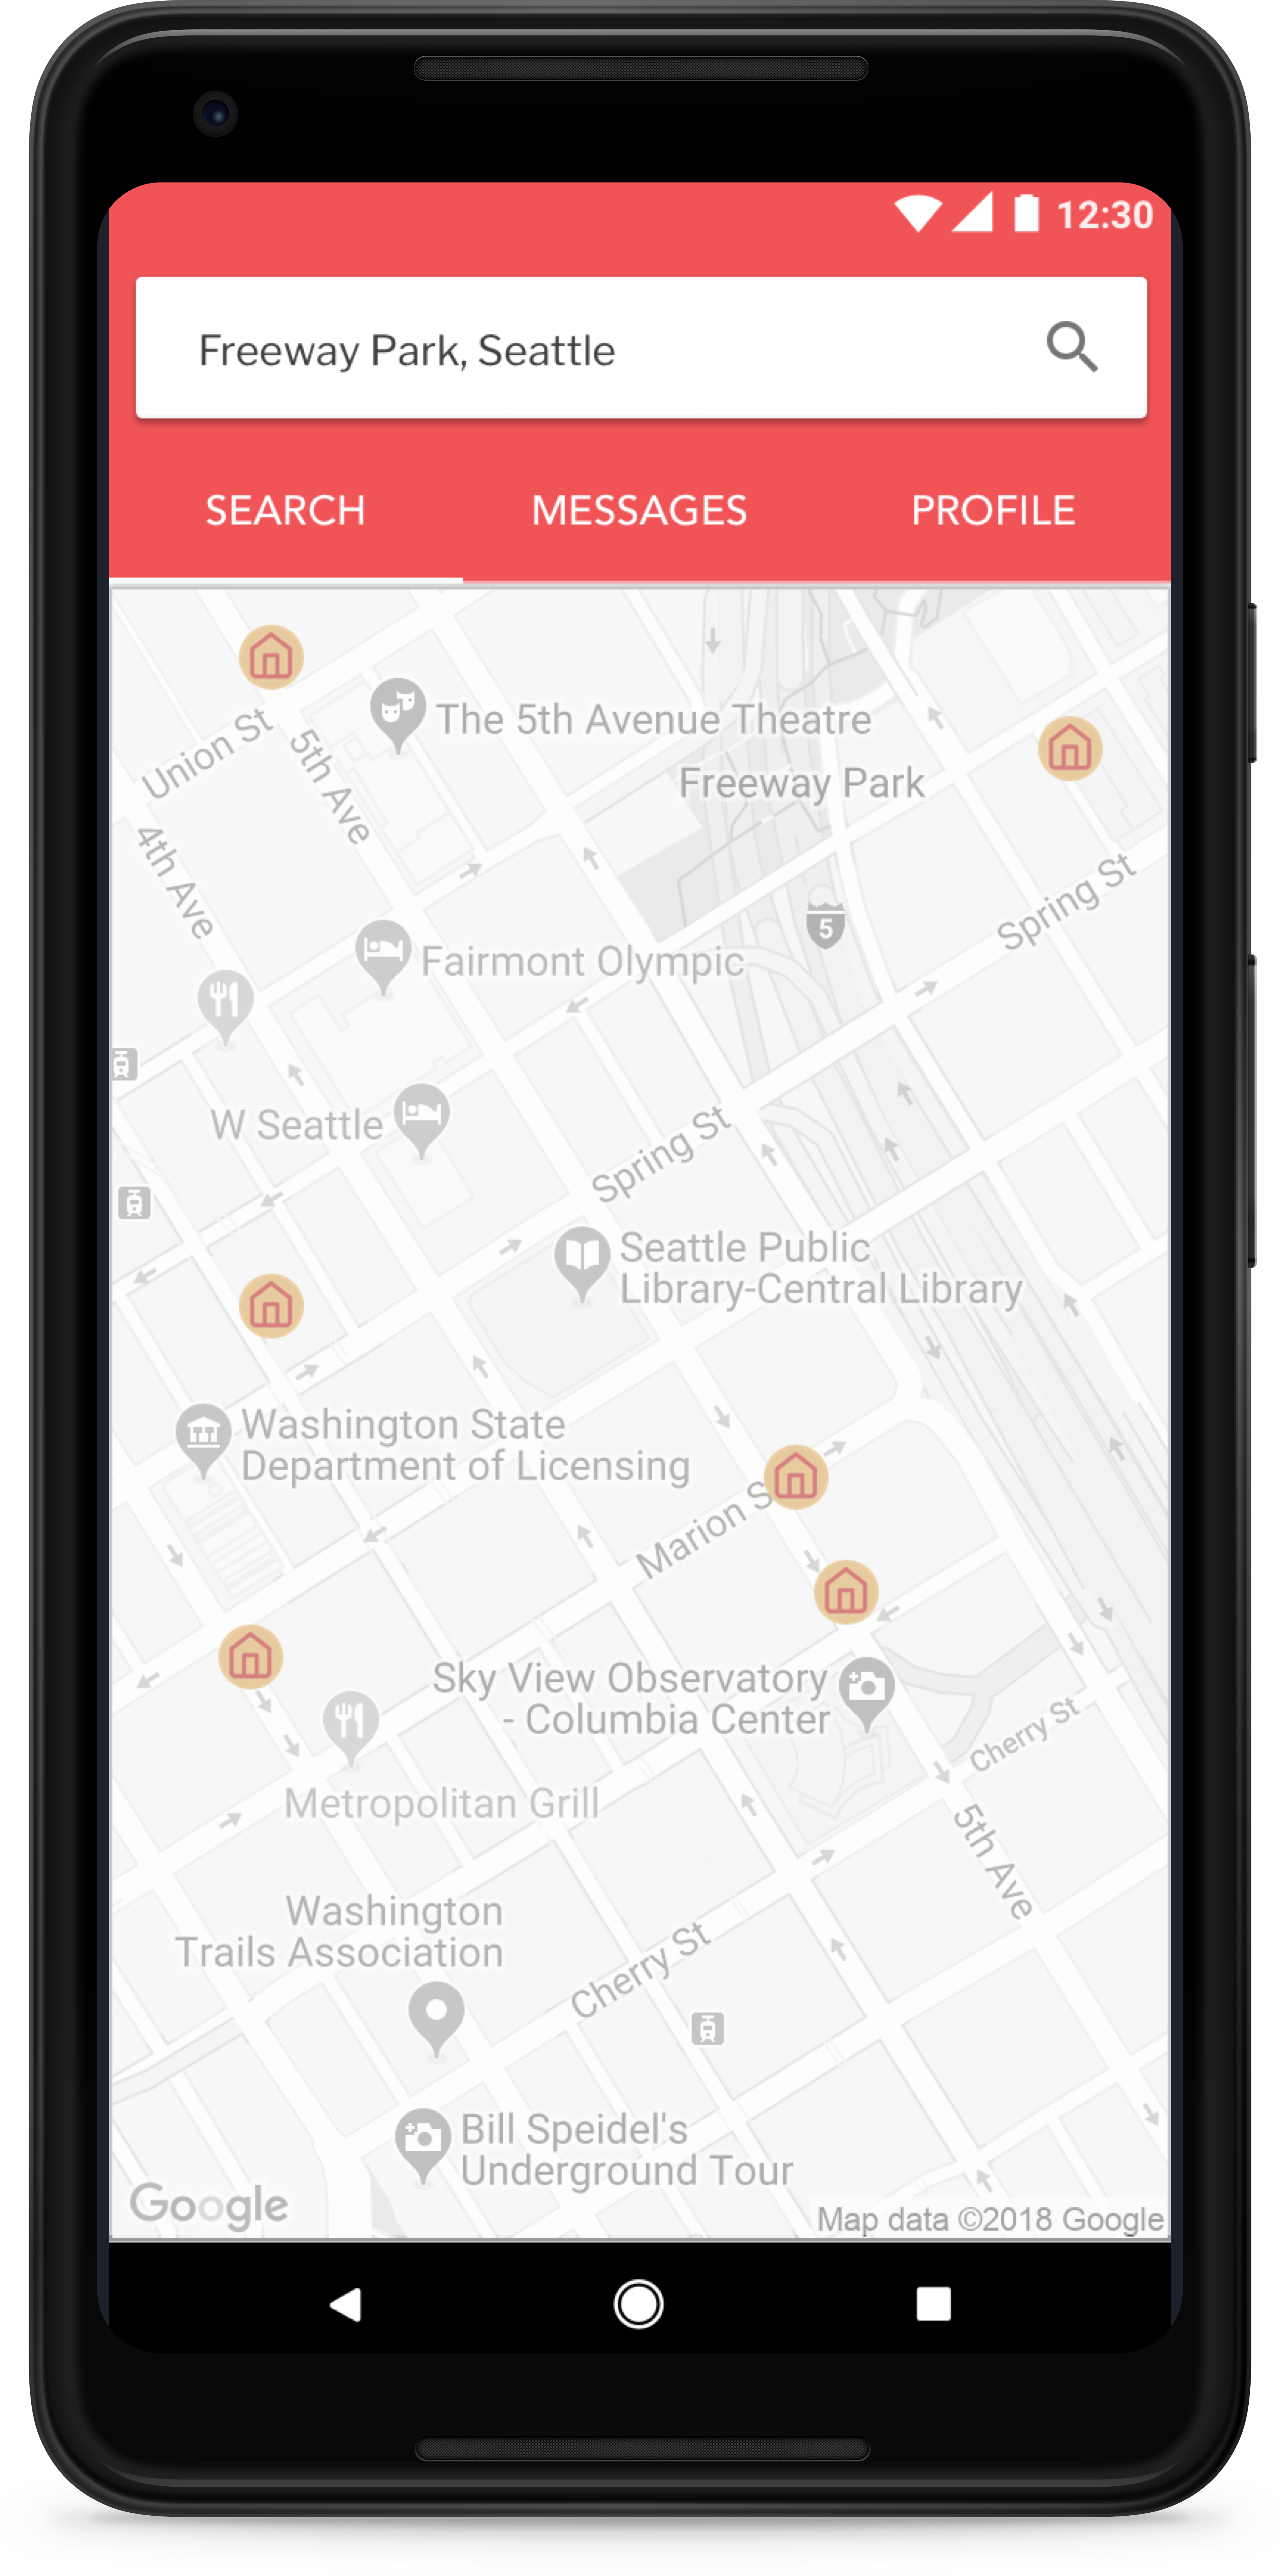 12:30
Freeway Park, Seattle
SEARCH
MESSAGES
PROFILE
The 5th Avenue Theatre
Union St
5th Ave
Freeway Park
4th Ave
Spring St
5
Fairmont Olympic
W Seattle
Spring St
Seattle Public
Library-Central Library
Washington State
Department of Licensing
Marion S
Sky View Observatory
- Columbia Center
Cherry St
Metropolitan Grill
5th Ave
Washington
Trails Association
Cherry St
Bill Speidel's
Underground Tour
Google
Map data ©2018 Google